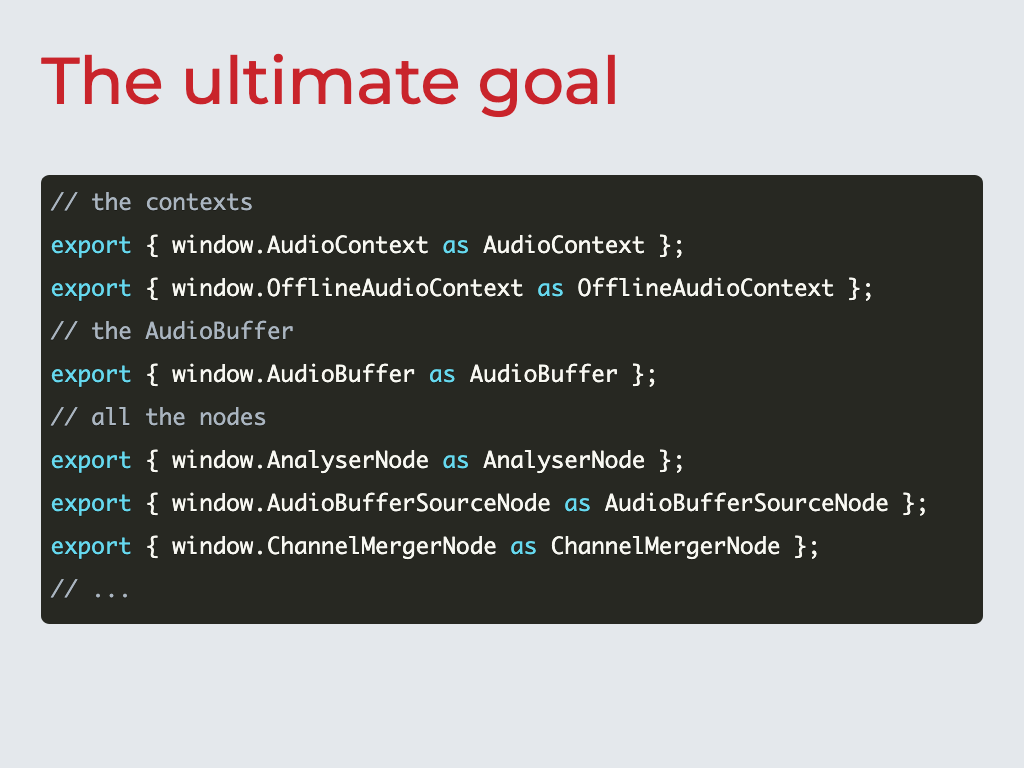 The ultimate goal
// the contexts
export { window.AudioContext as AudioContext };
export { window.OfflineAudioContext as OfflineAudioContext };
// the AudioBuffer
export { window.AudioBuffer as AudioBuffer };
// all the nodes
export { window.AnalyserNode as AnalyserNode };
export { window.AudioBufferSourceNode as AudioBufferSourceNode };
export { window.ChannelMergerNode as ChannelMergerNode };
// ...